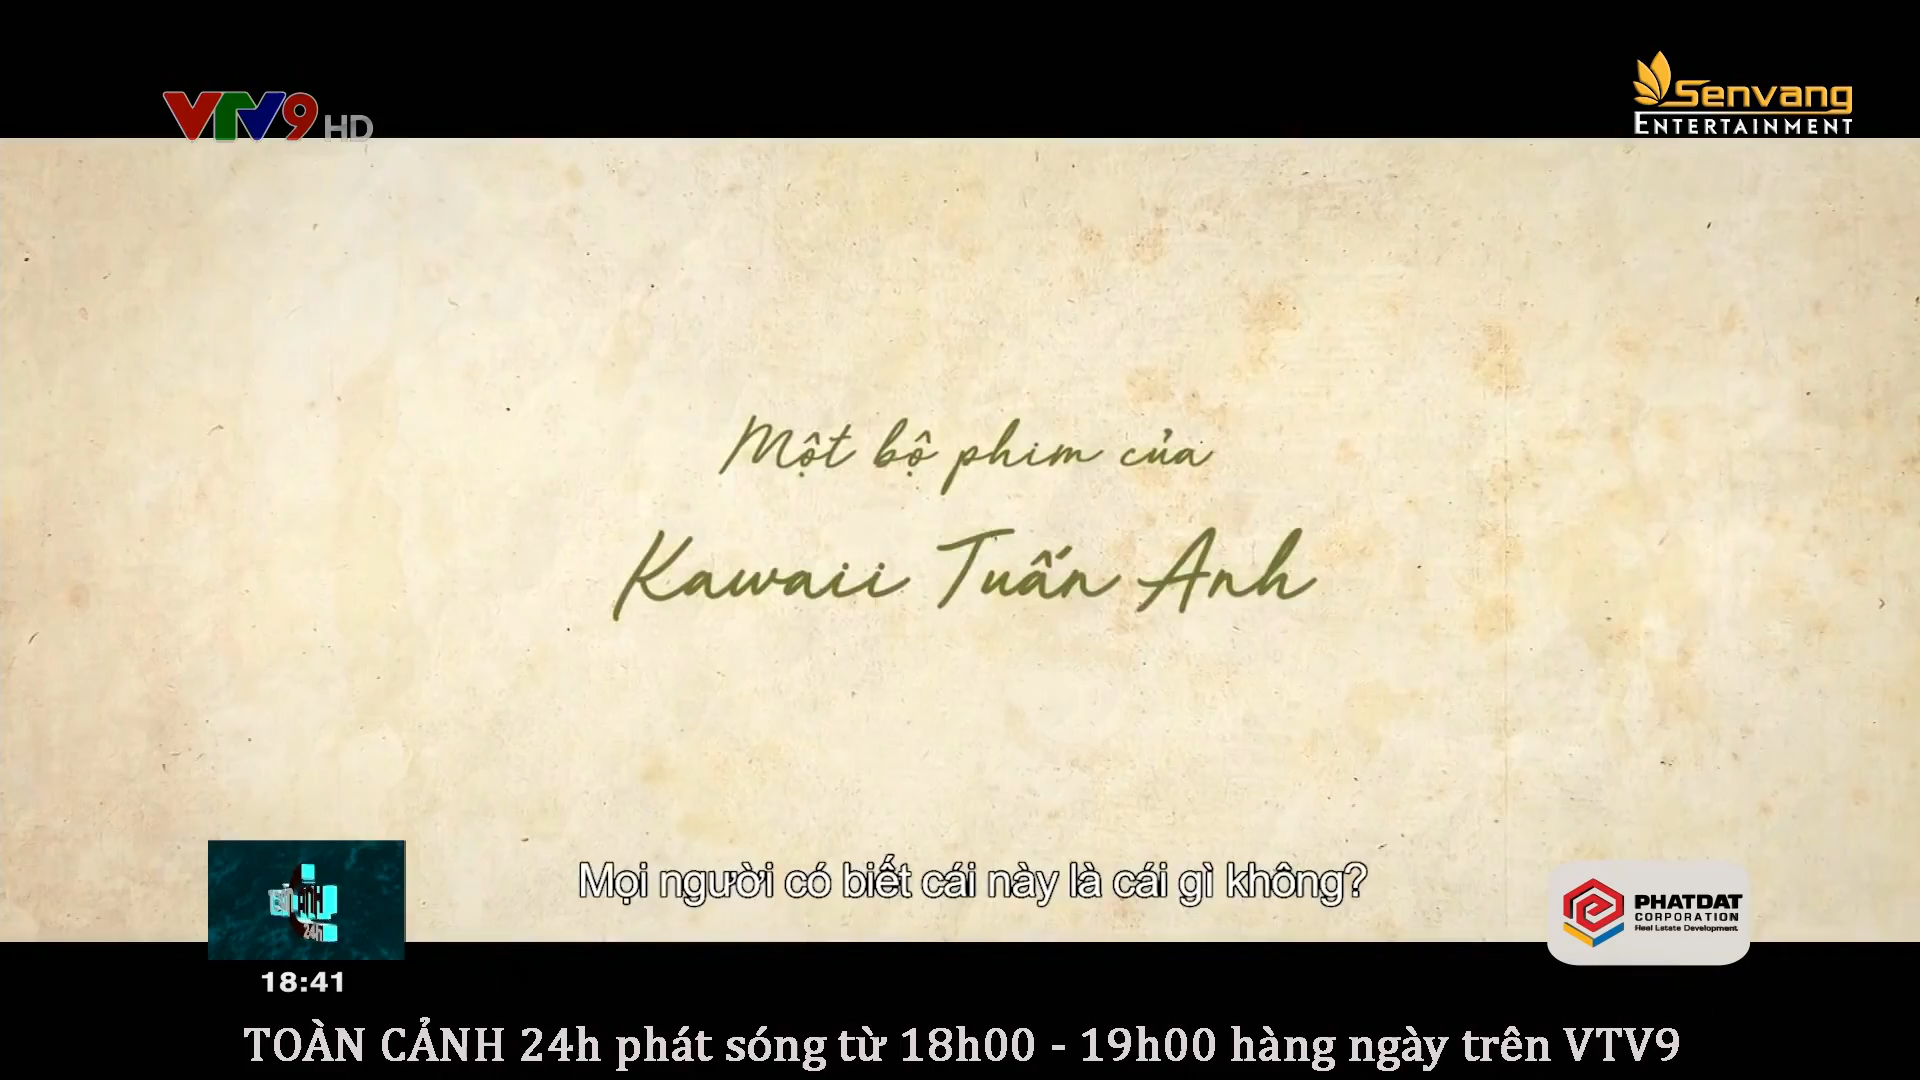 VTV9 HD
Senvang
ENTERTAINMENT
Một bộ phim của
Kawaii Tuấn Anh
Mọi người có biết cái này là cái gì không?
24h
PHATDAT
CORPORATION
Real Lstate Development
18:41
TOÀN CẢNH 24h phát sóng từ 18h00 - 19h00 hàng ngày trên VTV9